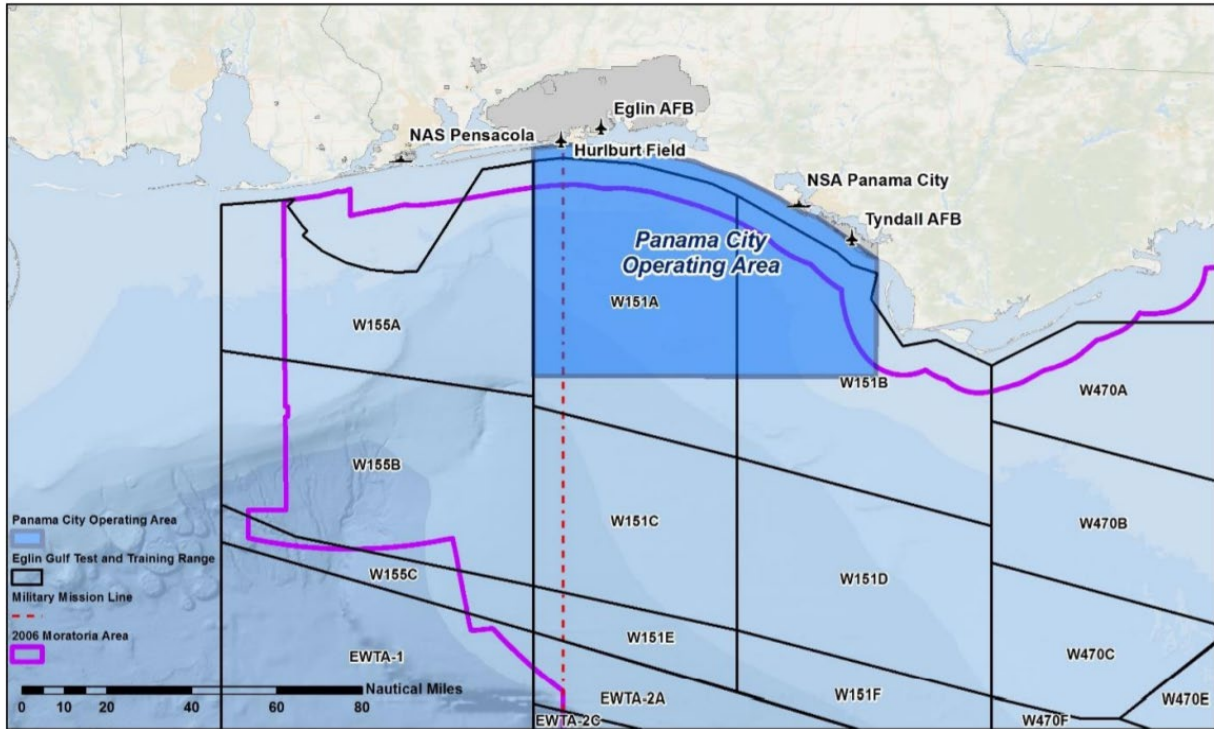 Eglin AFB
NAS Pensacola
Hurlburt Field
NSA Panama City
Tyndall AFB
Panama City
Operating Area
W151A
W155A
W151B
W470A
W155B
W151C
W470B
W155C
W151D
W151E
W470C
EWTA-1
W151F
EWTA-2A
W470E
EWTA-2C
W470F
Panama City Operating Area
Eglin Gulf Test and Training Range
Military Mission Line
2006 Moratoria Area
Nautical Miles
0 10 20 40 60 80